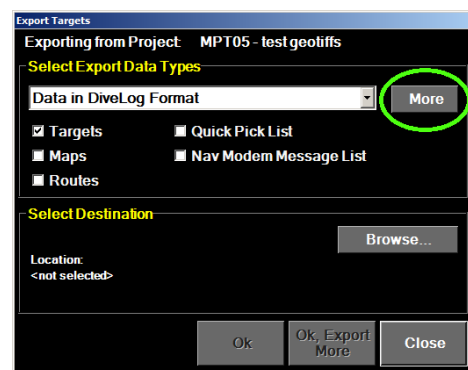 Export Targets
Exporting from Project: MPT05 - test geotiffs
Select Export Data Types
Data in DiveLog Format
More
Targets
Quick Pick List
Maps
Nav Modem Message List
Routes
Select Destination
Browse...
Location:
<not selected>
Ok
Ok, Export
More
Close